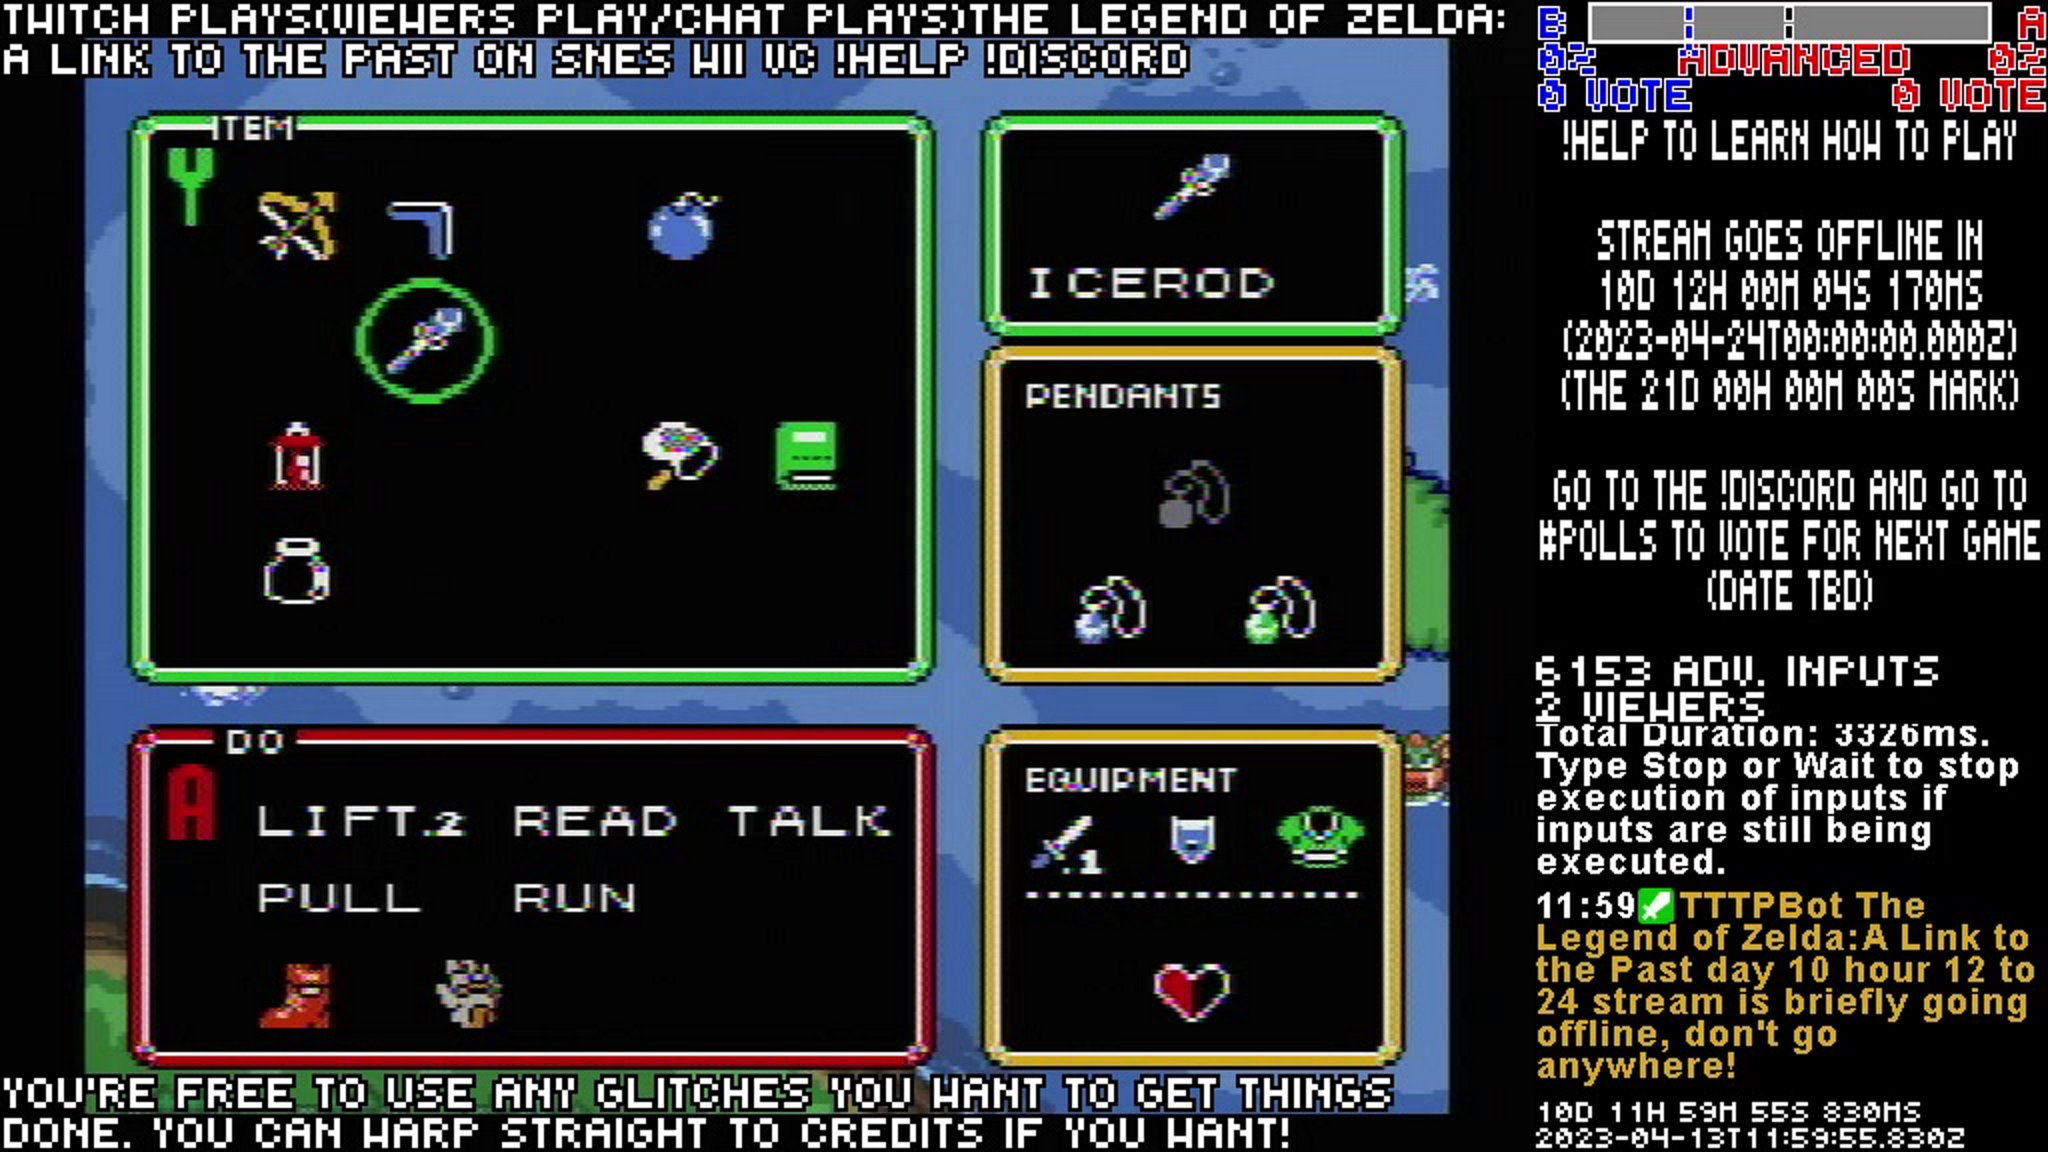 TWITCH PLAYS(VIEWERS PLAY/CHAT PLAYS)THE LEGEND OF ZELDA:
A LINK TO THE PAST ON SNES WII VC !HELP !DISCORD
ITEM
Y
ICEROD
PENDANTS
DO
A
LIFT.2 READ TALK
PULL RUN
EQUIPMENT
.1
YOU'RE FREE TO USE ANY GLITCHES YOU WANT TO GET THINGS
DONE. YOU CAN WARP STRAIGHT TO CREDITS IF YOU WANT!
B A
0% ADVANCED 0%
0 VOTE 0 VOTE
!HELP TO LEARN HOW TO PLAY
STREAM GOES OFFLINE IN
10D 12H 00M 04S 170MS
(2023-04-24T00:00:00.000Z)
(THE 21D 00H 00M 00S MARK)
GO TO THE !DISCORD AND GO TO
#POLLS TO VOTE FOR NEXT GAME
(DATE TBD)
6153 ADV. INPUTS
2 VIEWERS
Total Duration: 3326ms.
Type Stop or Wait to stop
execution of inputs if
inputs are still being
executed.
11:59 TTTPBot The
Legend of Zelda:A Link to
the Past day 10 hour 12 to
24 stream is briefly going
offline, don't go
anywhere!
10D 11H 59M 55S 830MS
2023-04-13T11:59:55.830Z